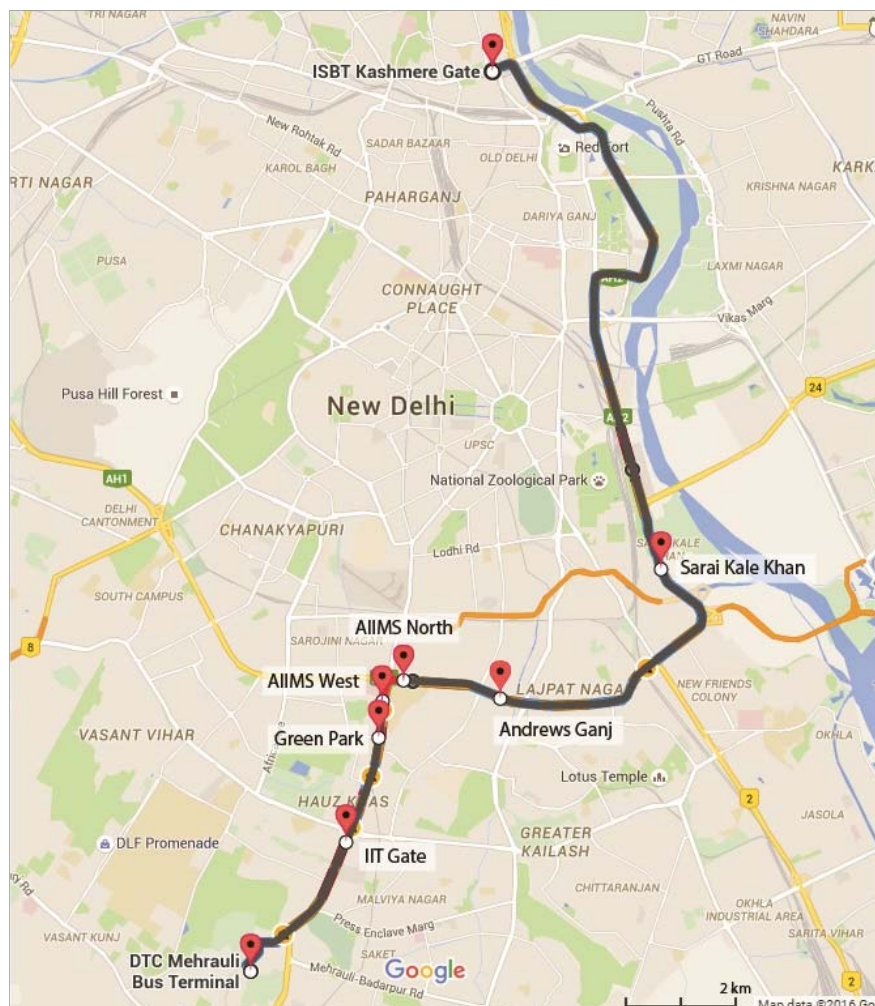 TRI NAGAR
ISBT Kashmere Gate
NAVIN
SHAHDARA
GT Road
New Rohtak Rd
SADAR BAZAAR
Pushta Rd
OLD DELHI
Red Fort
KAROL BAGH
RTI NAGAR
PAHARGANJ
KRISHNA NAGAR
KARK
DARIYA GANJ
PUSA
LAXMI NAGAR
CONNAUGHT
PLACE
Vikas Marg
Pusa Hill Forest
New Delhi
24
UPSC
AH1
National Zoological Park
DELHI
CANTONMENT
CHANAKYAPURI
Lodhi Rd
Sarai Kale Khan
SOUTH CAMPUS
AIIMS North
8
SAROJINI NAGAR
AIIMS West
LAJPAT NAGA
NEW FRIENDS
COLONY
Andrews Ganj
Green Park
VASANT VIHAR
OKHLA
Lotus Temple
HAUZ KHAS
2
2
JASOLA
DLF Promenade
IIT Gate
GREATER
KAILASH
CHITTARANJAN
MALVIYA NAGAR
OKHLA
INDUSTRIAL AREA
Press Enclave Marg
SARITA VIHAR
VASANT KUNJ
SAKET
DTC Mehrauli
Bus Terminal
Mehrauli-Badarpur Rd
Google
2 km
Map data ©2016 Go